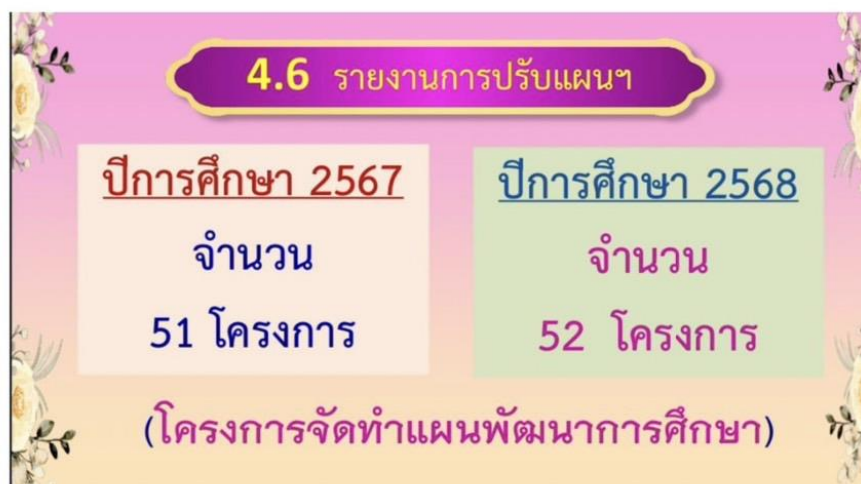 4.6 รายงานการปรับแผนฯ
ปีการศึกษา 2567
จำนวน
51 โครงการ
ปีการศึกษา 2568
จำนวน
52 โครงการ
(โครงการจัดทำแผนพัฒนาการศึกษา)